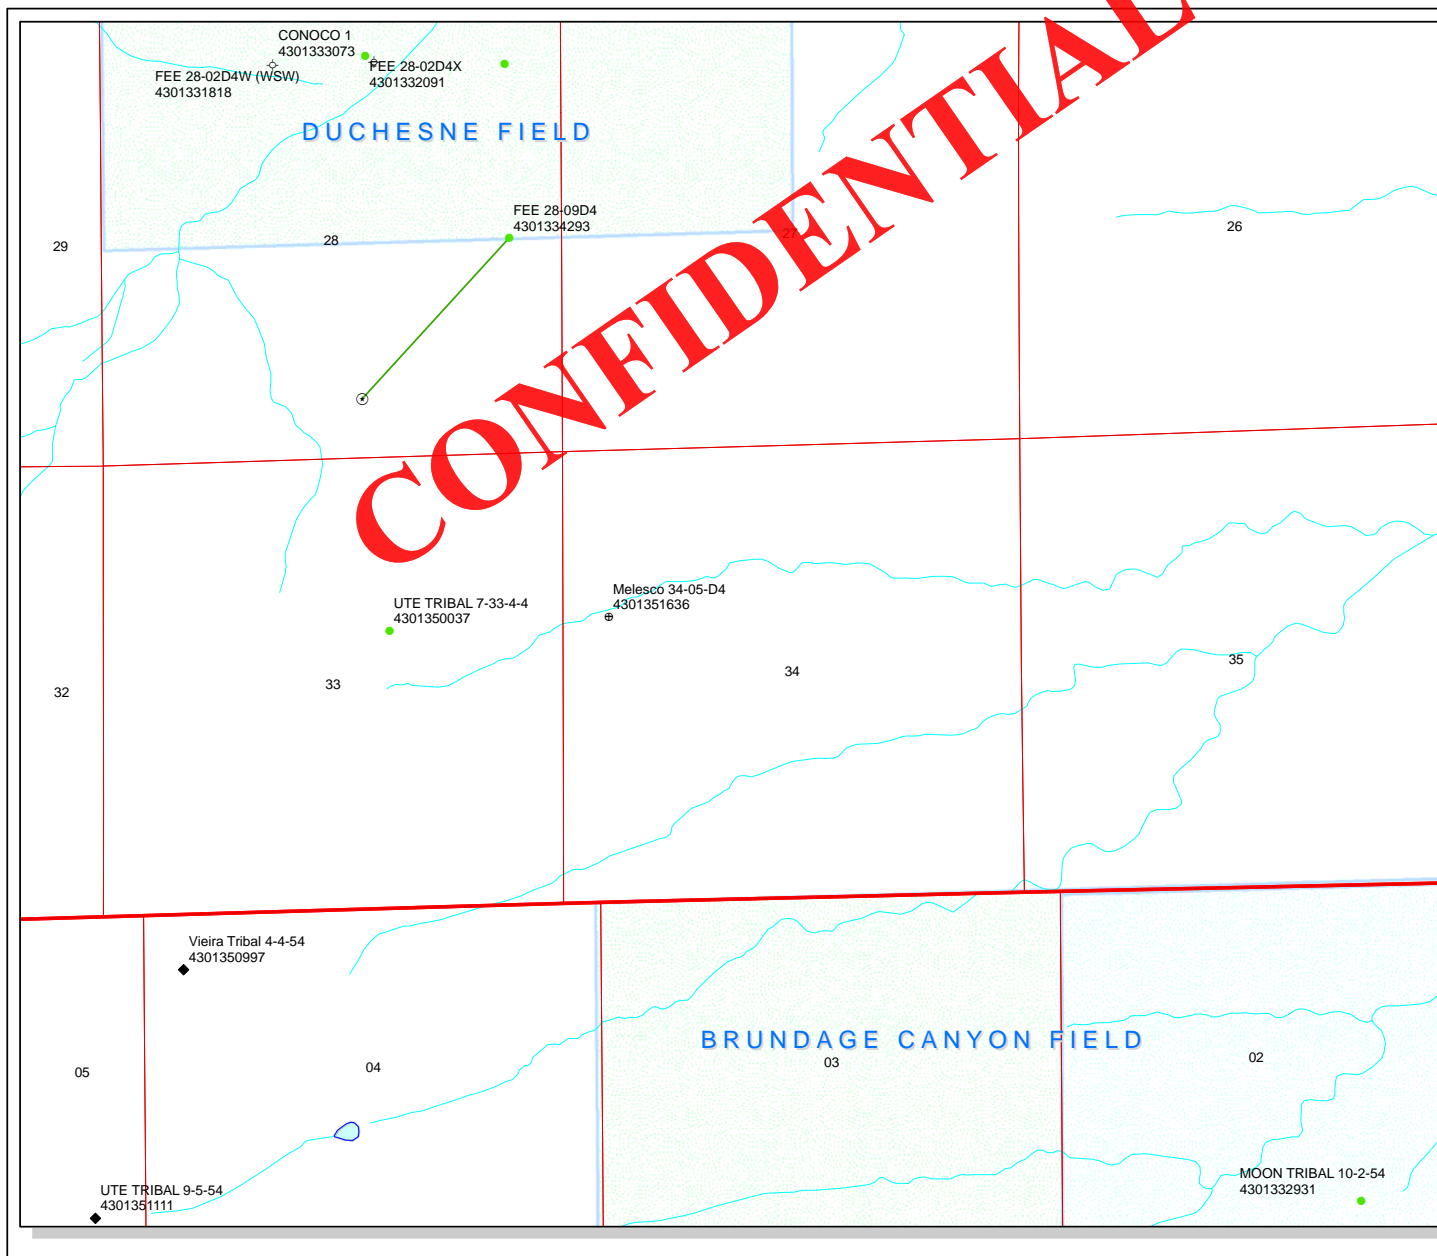 CONOCO 1
4301333073
FEE 28-02D4W (WSW)
4301331818
FEE 28-02D4X
4301332091
DUCHESNE FIELD
FEE 28-09D4
4301334293
29
28
27
26
CONFIDENTIAL
Melesco 34-05-D4
4301351636
UTE TRIBAL 7-33-4-4
4301350037
32
33
34
35
Vieira Tribal 4-4-54
4301350997
BRUNDAGE CANYON FIELD
05
04
03
02
UTE TRIBAL 9-5-54
4301351111
MOON TRIBAL 10-2-54
4301332931